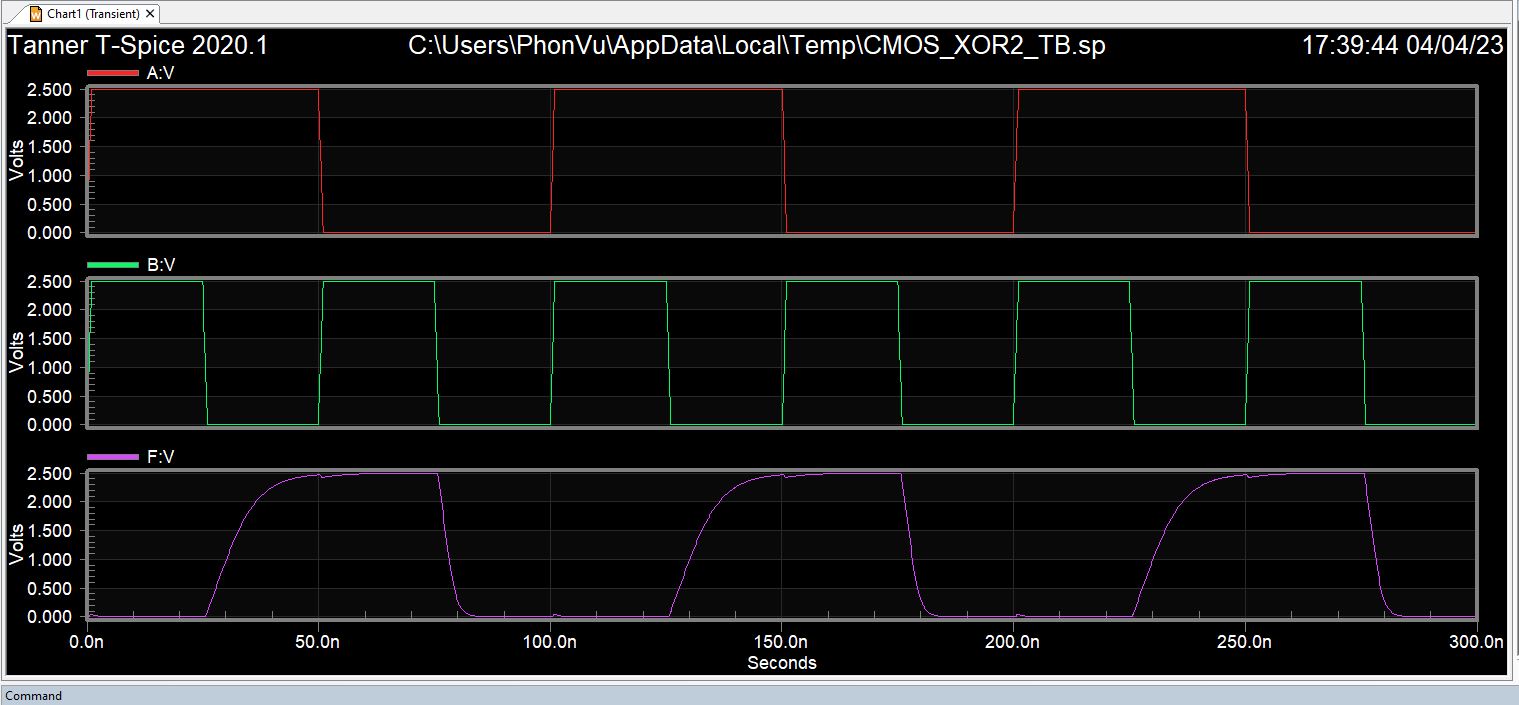 Chart1 (Transient)
Tanner T-Spice 2020.1 C:\Users\PhonVu\AppData\Local\Temp\CMOS_XOR2_TB.sp 17:39:44 04/04/23
A:V
2.500
2.000
1.500
1.000
0.500
0.000
Volts
B:V
2.500
2.000
1.500
1.000
0.500
0.000
Volts
F:V
2.500
2.000
1.500
1.000
0.500
0.000
Volts
0.0n 50.0n 100.0n 150.0n 200.0n 250.0n 300.0n
Seconds
Command